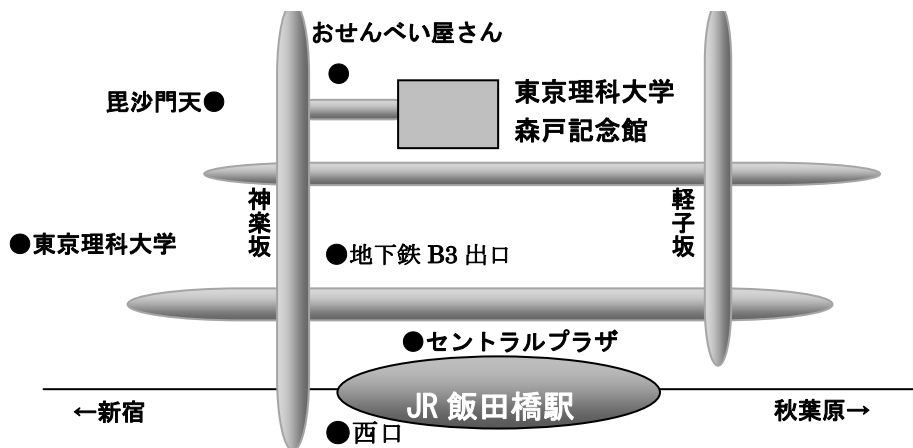 おせんべい屋さん
●
毘沙門天●
東京理科大学
森戸記念館
神楽坂
軽子坂
●東京理科大学
●地下鉄 B3 出口
●セントラルプラザ
JR 飯田橋駅
←新宿
秋葉原→
●西口